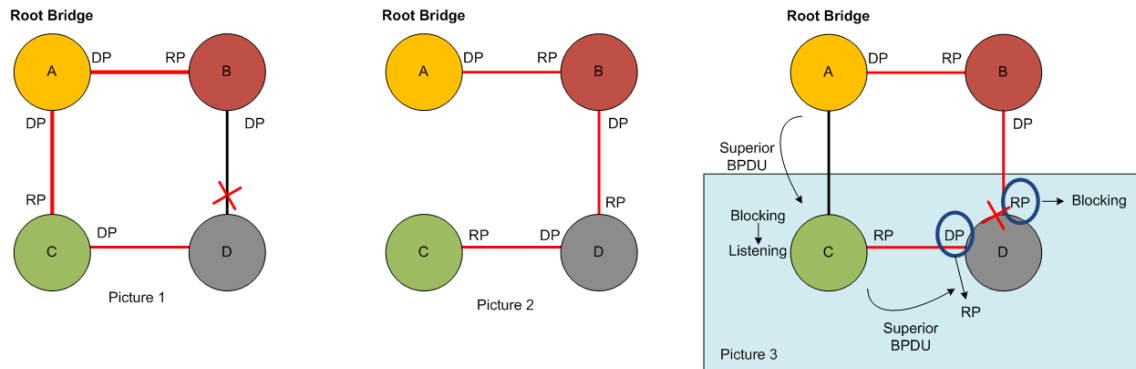 Root Bridge
A
DP
RP
B
DP
DP
RP
C
DP
D
Picture 1
Root Bridge
A
DP
RP
B
RP
C
RP
DP
D
Picture 2
Root Bridge
A
DP
RP
B
DP
Superior
BPDU
RP
Blocking
Blocking
Listening
C
RP
DP
D
RP
Superior
BPDU
Picture 3